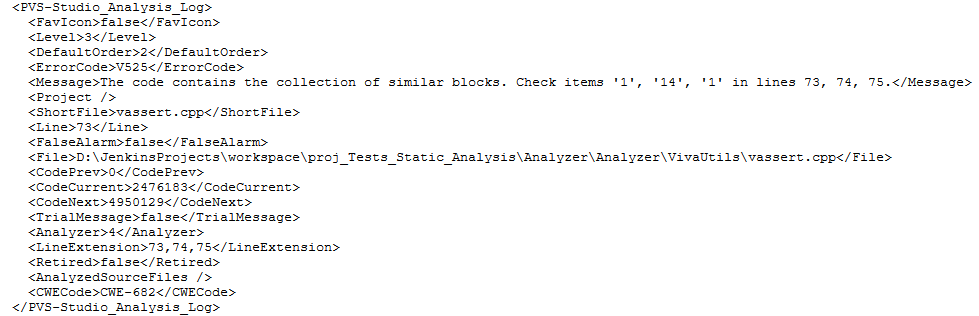 <PVS-Studio_Analysis_Log>
<FavIcon>false</FavIcon>
<Level>3</Level>
<DefaultOrder>2</DefaultOrder>
<ErrorCode>V525</ErrorCode>
<Message>The code contains the collection of similar blocks. Check items '1', '14', '1' in lines 73, 74, 75.</Message>
<Project />
<ShortFile>vassert.cpp</ShortFile>
<Line>73</Line>
<FalseAlarm>false</FalseAlarm>
<File>D:\JenkinsProjects\workspace\proj_Tests_Static_Analysis\Analyzer\Analyzer\VivaUtils\vassert.cpp</File>
<CodePrev>0</CodePrev>
<CodeCurrent>2476183</CodeCurrent>
<CodeNext>4950129</CodeNext>
<TrialMessage>false</TrialMessage>
<Analyzer>4</Analyzer>
<LineExtension>73,74,75</LineExtension>
<Retired>false</Retired>
<AnalyzedSourceFiles />
<CWECode>CWE-682</CWECode>
</PVS-Studio_Analysis_Log>